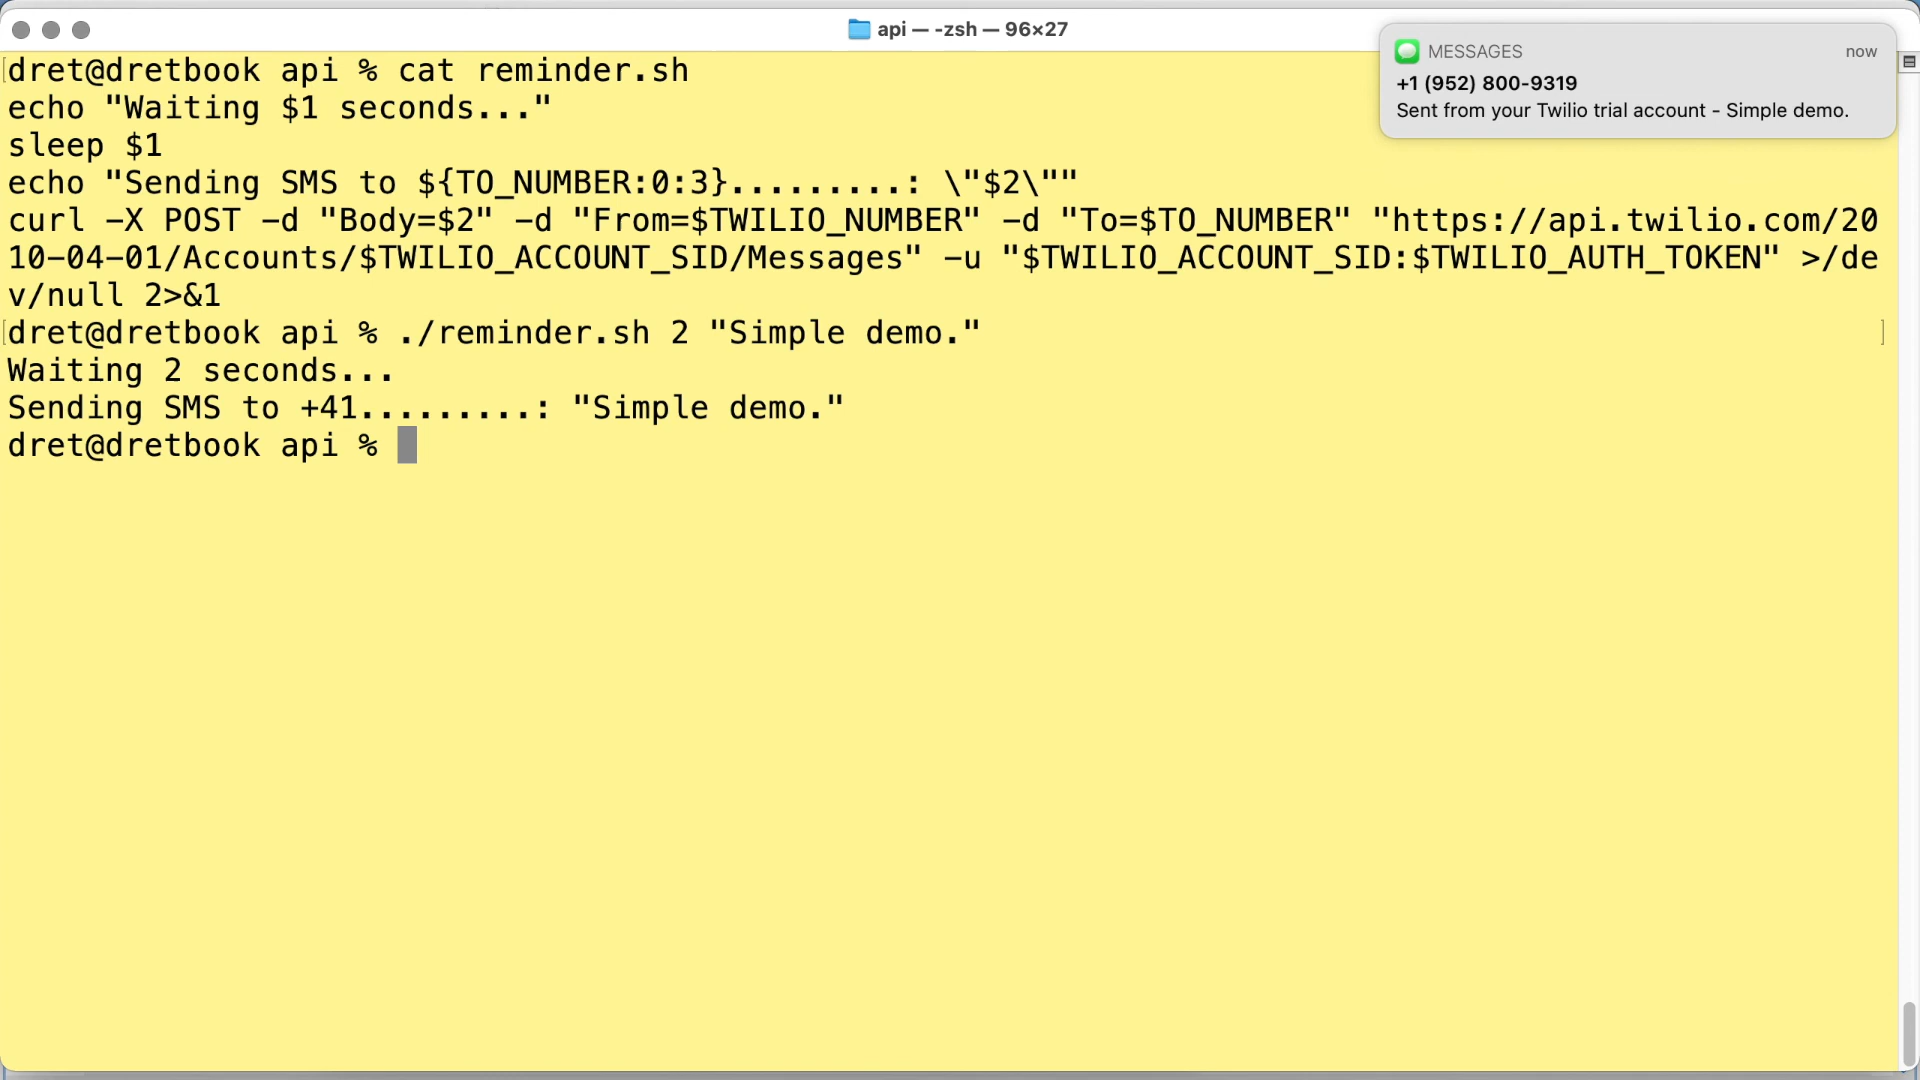 api — -zsh — 96×27
MESSAGES now
+1 (952) 800-9319
Sent from your Twilio trial account - Simple demo.
dret@dretbook api % cat reminder.sh
echo "Waiting $1 seconds..."
sleep $1
echo "Sending SMS to ${TO_NUMBER:0:3}.........: \"$2\""
curl -X POST -d "Body=$2" -d "From=$TWILIO_NUMBER" -d "To=$TO_NUMBER" "https://api.twilio.com/20
10-04-01/Accounts/$TWILIO_ACCOUNT_SID/Messages" -u "$TWILIO_ACCOUNT_SID:$TWILIO_AUTH_TOKEN" >/de
v/null 2>&1
dret@dretbook api % ./reminder.sh 2 "Simple demo."
Waiting 2 seconds...
Sending SMS to +41.........: "Simple demo."
dret@dretbook api %